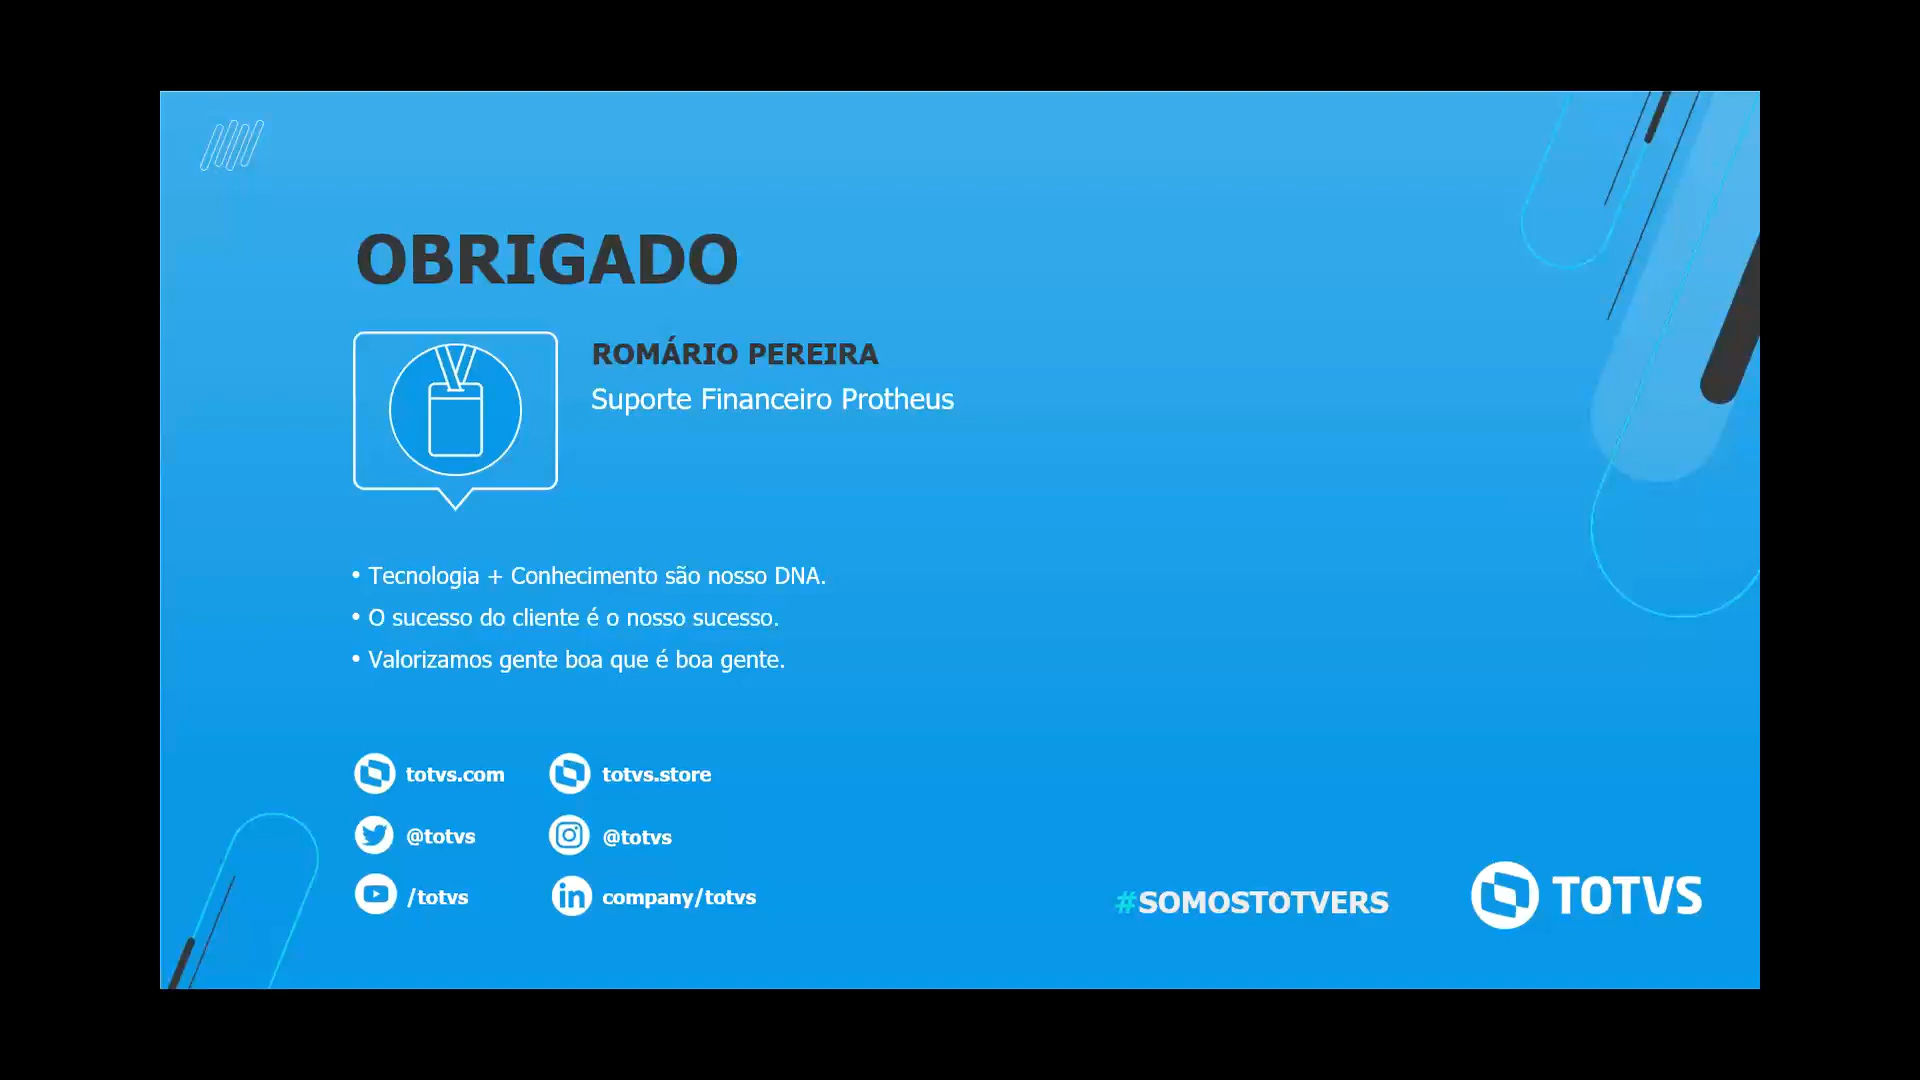 OBRIGADO
ROMÁRIO PEREIRA
Suporte Financeiro Protheus
• Tecnologia + Conhecimento são nosso DNA.
• O sucesso do cliente é o nosso sucesso.
• Valorizamos gente boa que é boa gente.
totvs.com totvs.store
@totvs @totvs
/totvs company/totvs
#SOMOSTOTVERS
TOTVS